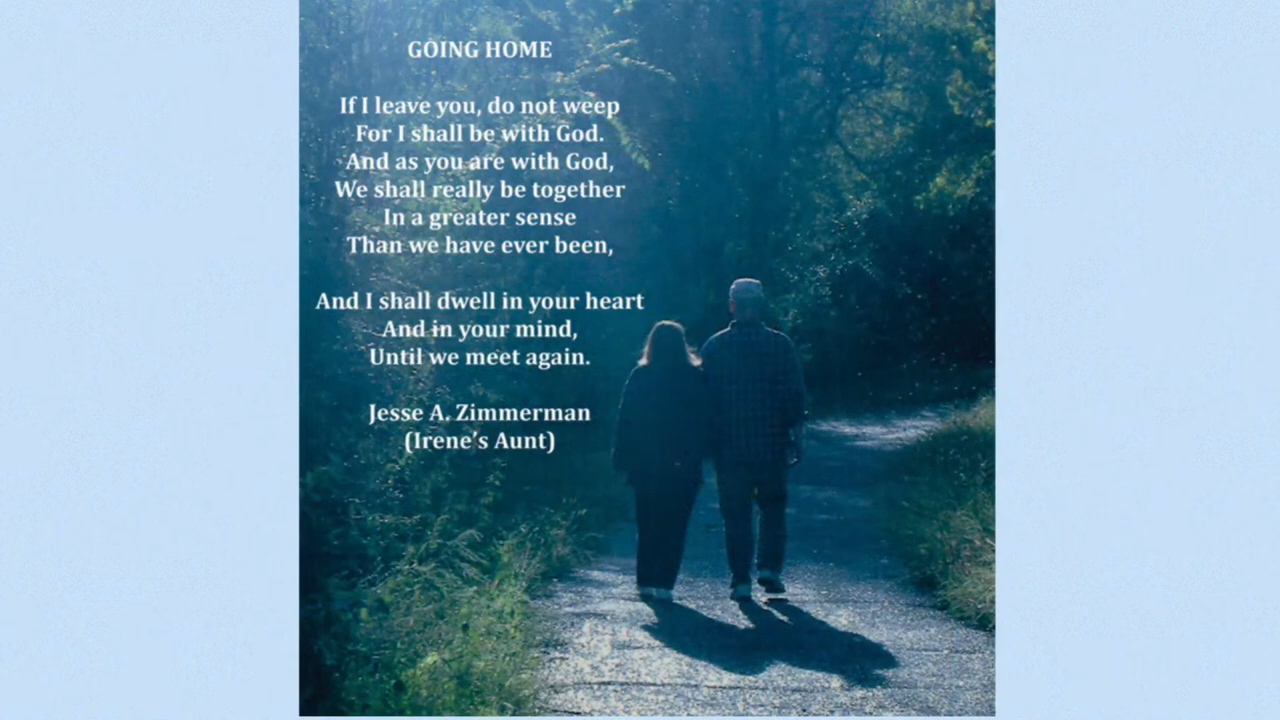 GOING HOME
If I leave you, do not weep
For I shall be with God.
And as you are with God,
We shall really be together
In a greater sense
Than we have ever been,
And I shall dwell in your heart
And in your mind,
Until we meet again.
Jesse A. Zimmerman
(Irene's Aunt)